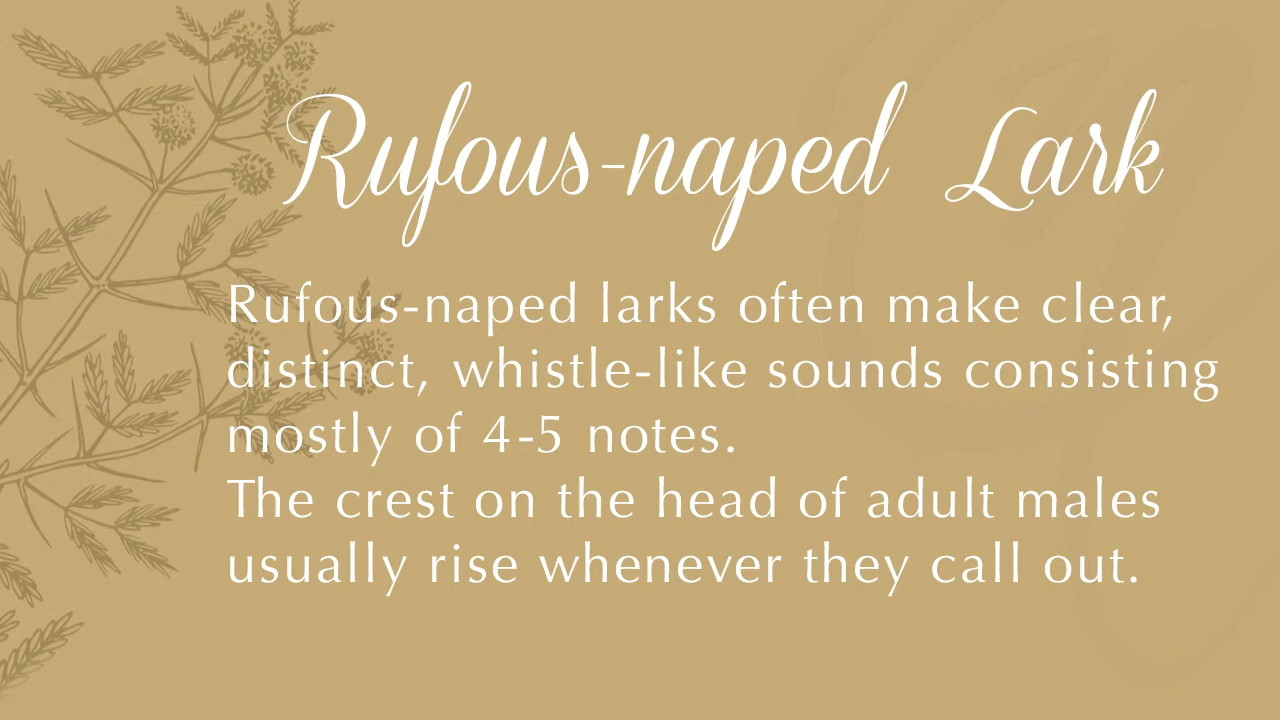 Rufous-naped Lark
Rufous-naped larks often make clear,
distinct, whistle-like sounds consisting
mostly of 4-5 notes.
The crest on the head of adult males
usually rise whenever they call out.